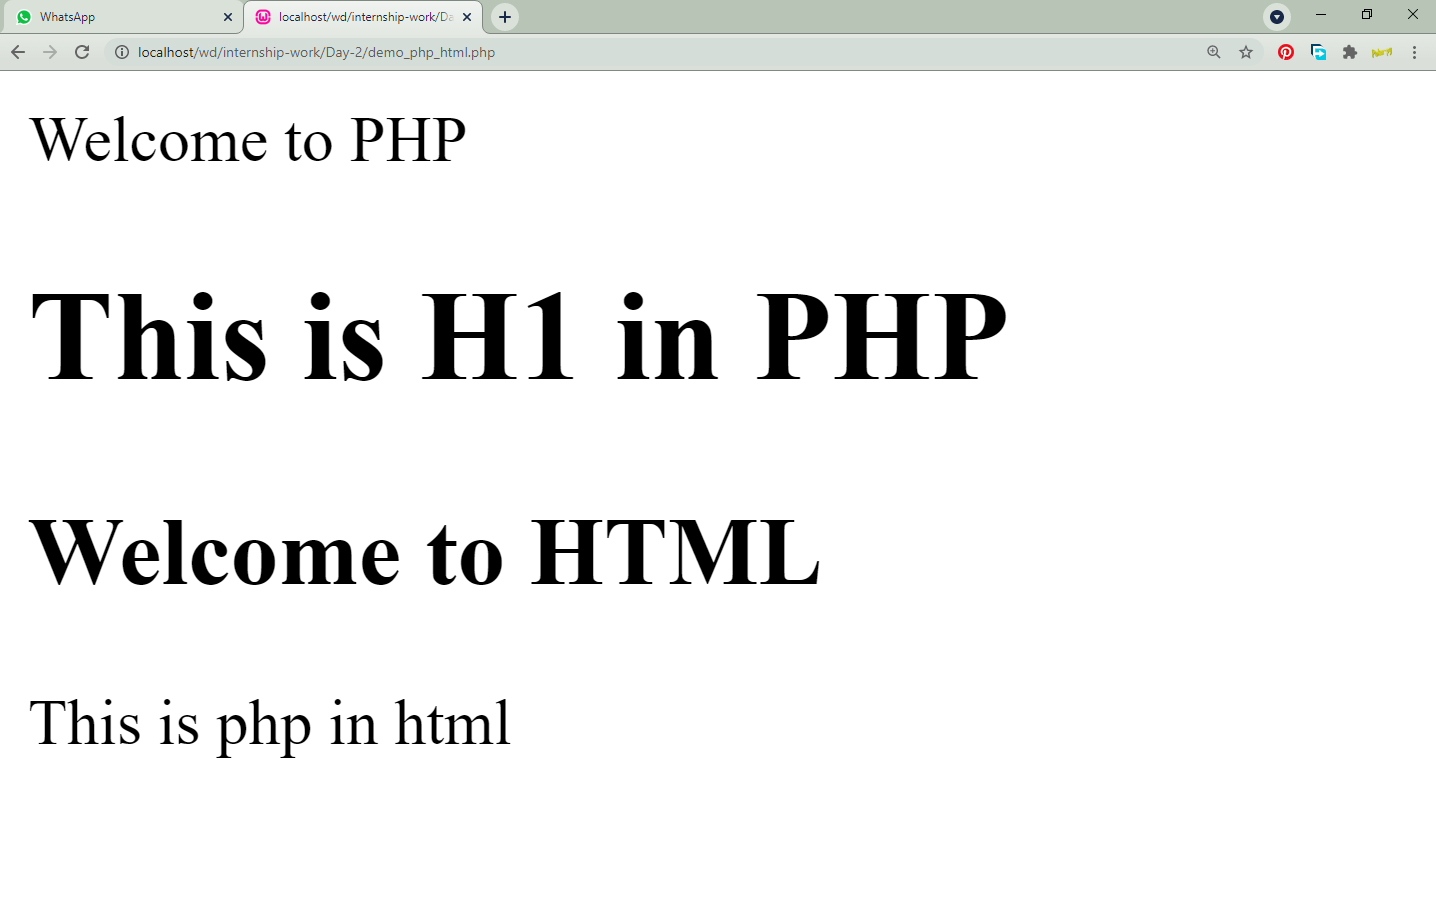 WhatsApp
localhost/wd/internship-work/Da
localhost/wd/internship-work/Day-2/demo_php_html.php
Welcome to PHP
This is H1 in PHP
Welcome to HTML
This is php in html